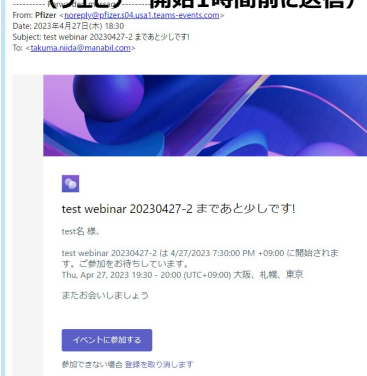 開始1時間前に送信）
From: Pfizer <noreply@pfizer.s04.usa1.teams-events.com>
Date: 2023年4月27日(木) 18:30
Subject: test webinar 20230427-2 まであと少しです!
To: <takuma.niida@manabil.com>
test webinar 20230427-2 まであと少しです!
test名 様、
test webinar 20230427-2 は 4/27/2023 7:30:00 PM +09:00 に開始されま
す。ご参加をお待ちしています。
Thu, Apr 27, 2023 19:30 - 20:00 (UTC+09:00) 大阪、札幌、東京
またお会いしましょう
イベントに参加する
参加できない場合 登録を取り消します